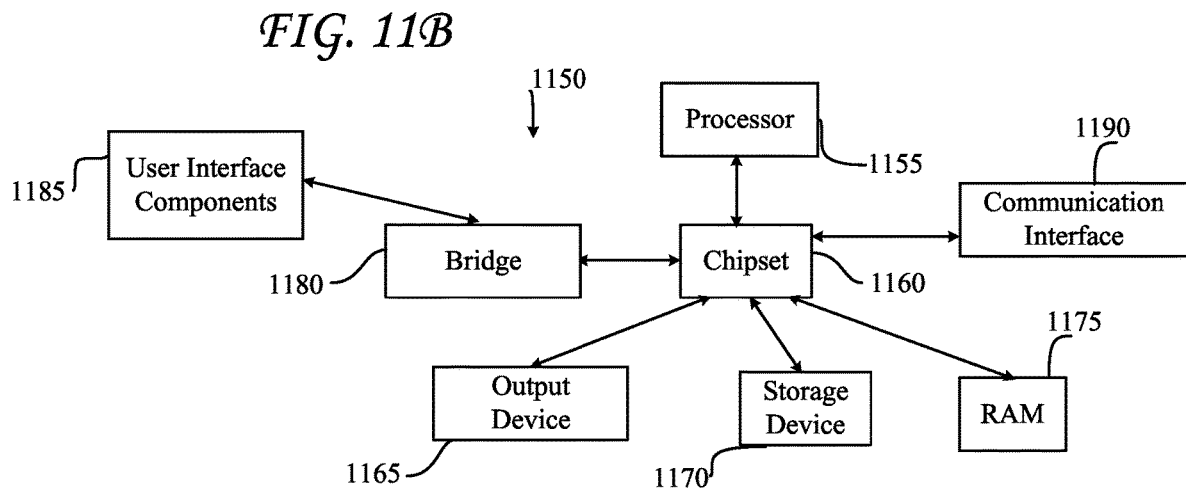 FIG. 11B
1150
Processor
1155
1190
Communication
Interface
1185
User Interface
Components
1180
Bridge
Chipset
1160
1175
RAM
Output
Device
1165
Storage
Device
1170